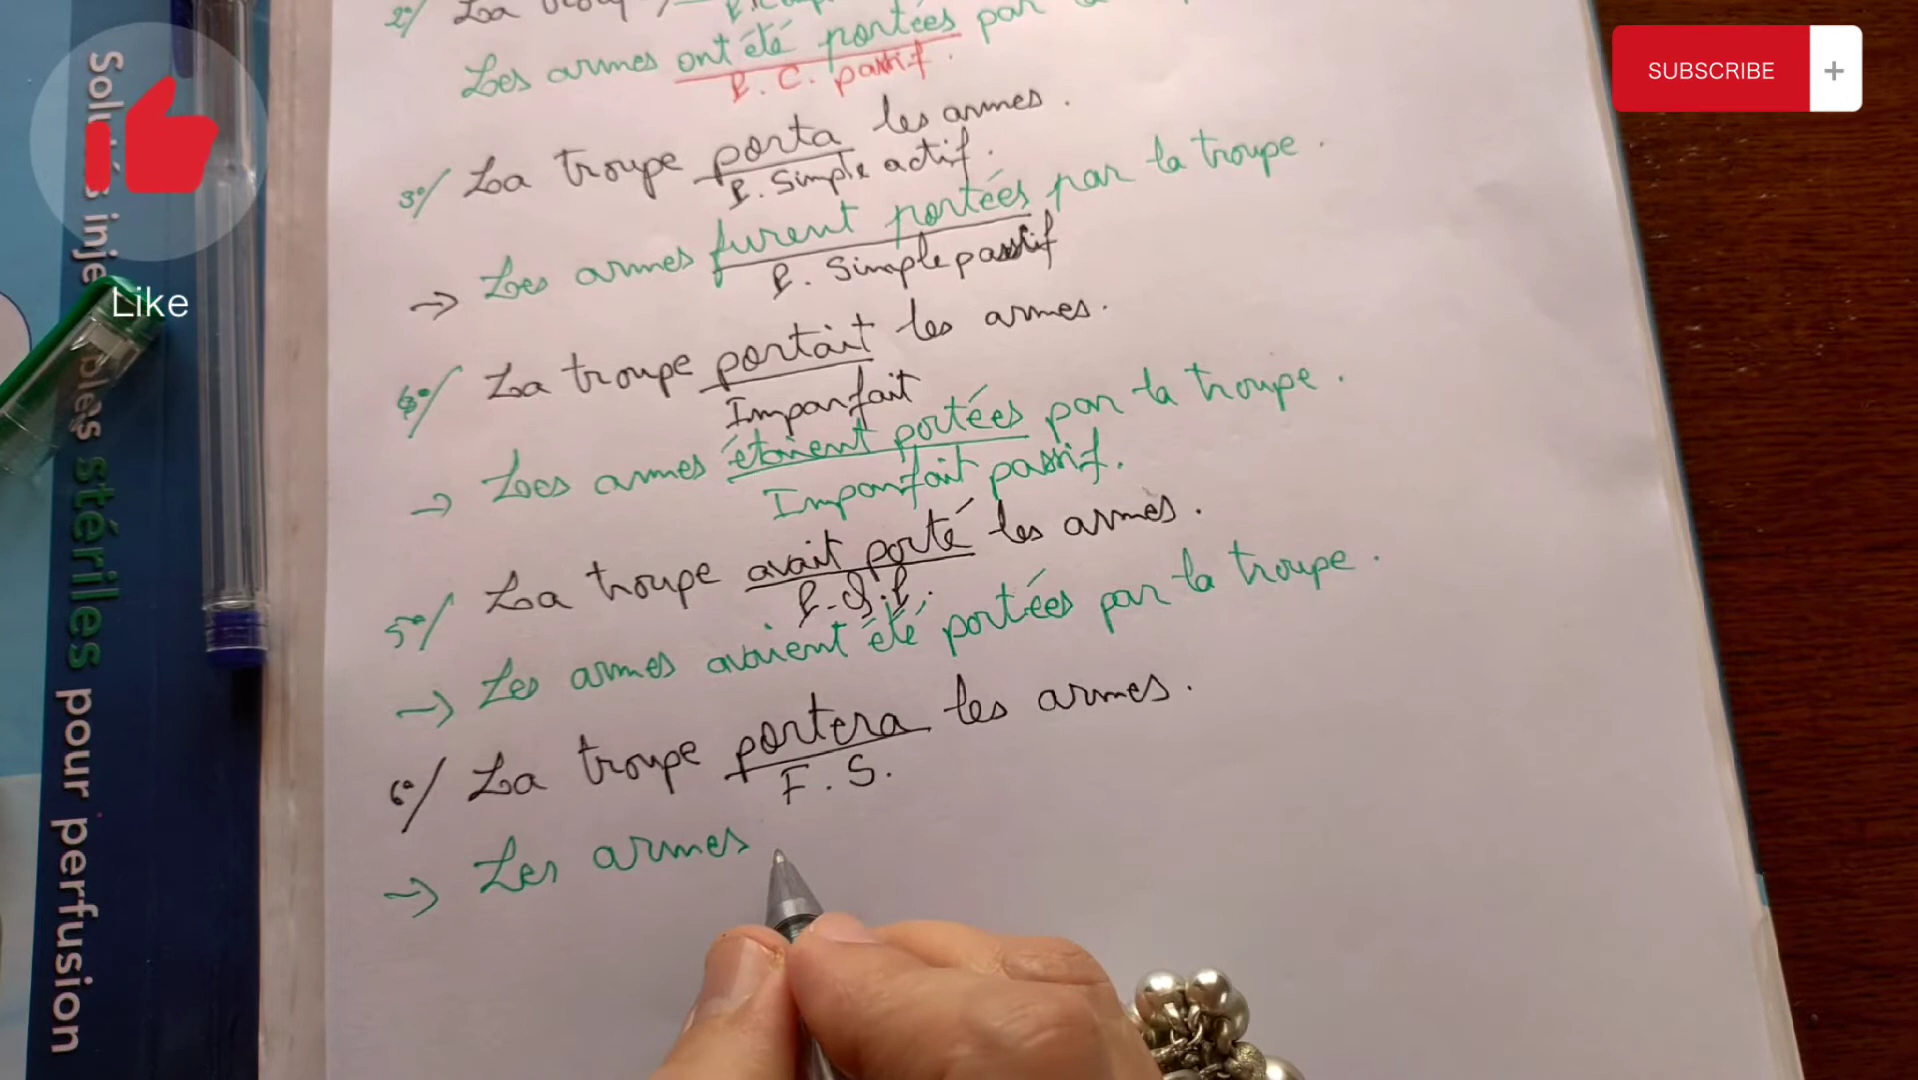 2°/ La
Les armes ont été portées par
P. C. passif.
3°/ La troupe porta les armes.
P. Simple actif.
→ Les armes furent portées par la troupe.
P. Simple passif
4°/ La troupe portait les armes.
Imparfait
→ Les armes étaient portées par la troupe.
Imparfait passif.
5°/ La troupe avait porté les armes.
P.Q.P.
→ Les armes avaient été portées par la troupe.
6°/ La troupe portera les armes.
F. S.
→ Les armes
stériles pour perfusion
Like
SUBSCRIBE +